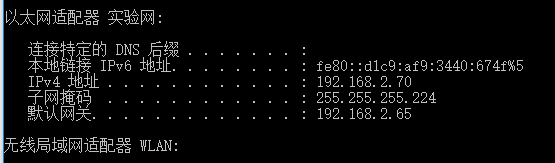 以太网适配器 实验网:
连接特定的 DNS 后缀 . . . . . . . :
本地链接 IPv6 地址. . . . . . . . : fe80::d1c9:af9:3440:674f%5
IPv4 地址 . . . . . . . . . . . . : 192.168.2.70
子网掩码  . . . . . . . . . . . . : 255.255.255.224
默认网关. . . . . . . . . . . . . : 192.168.2.65
无线局域网适配器 WLAN: